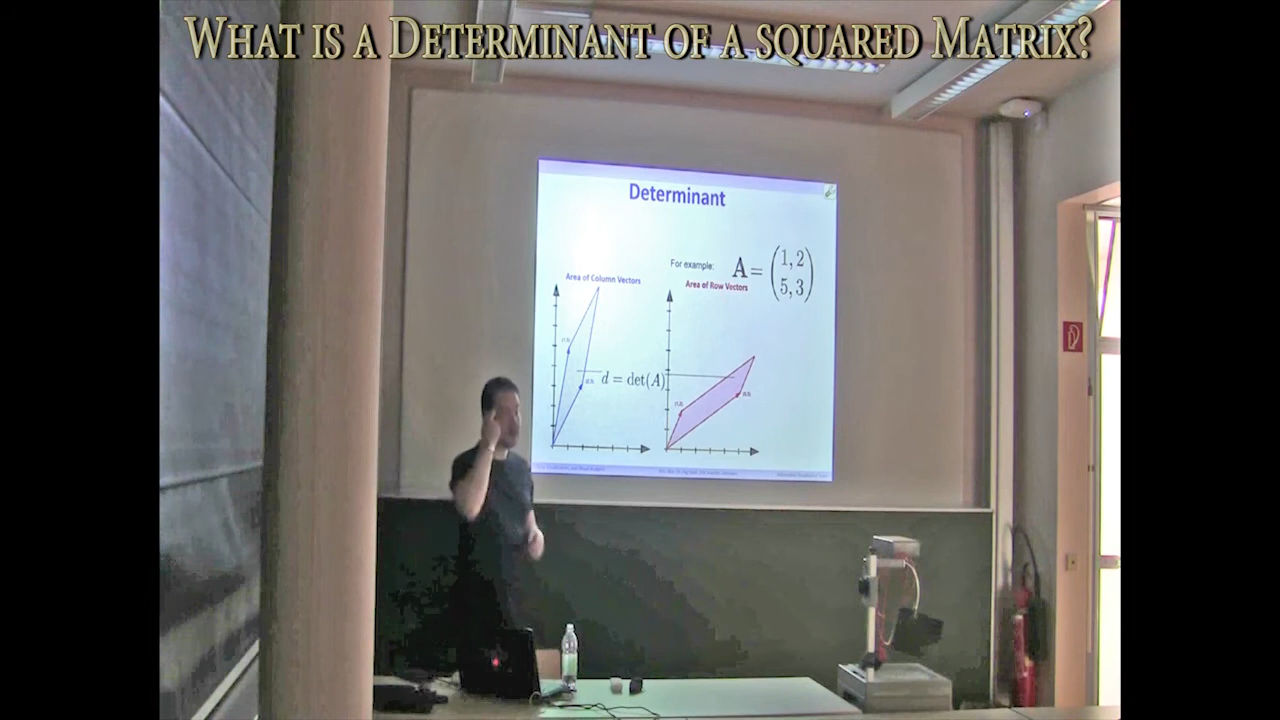 WHAT IS A DETERMINANT OF A SQUARED MATRIX?
Determinant
For example: A = (1, 2
5, 3)
Area of Column Vectors
Area of Row Vectors
d = det(A)